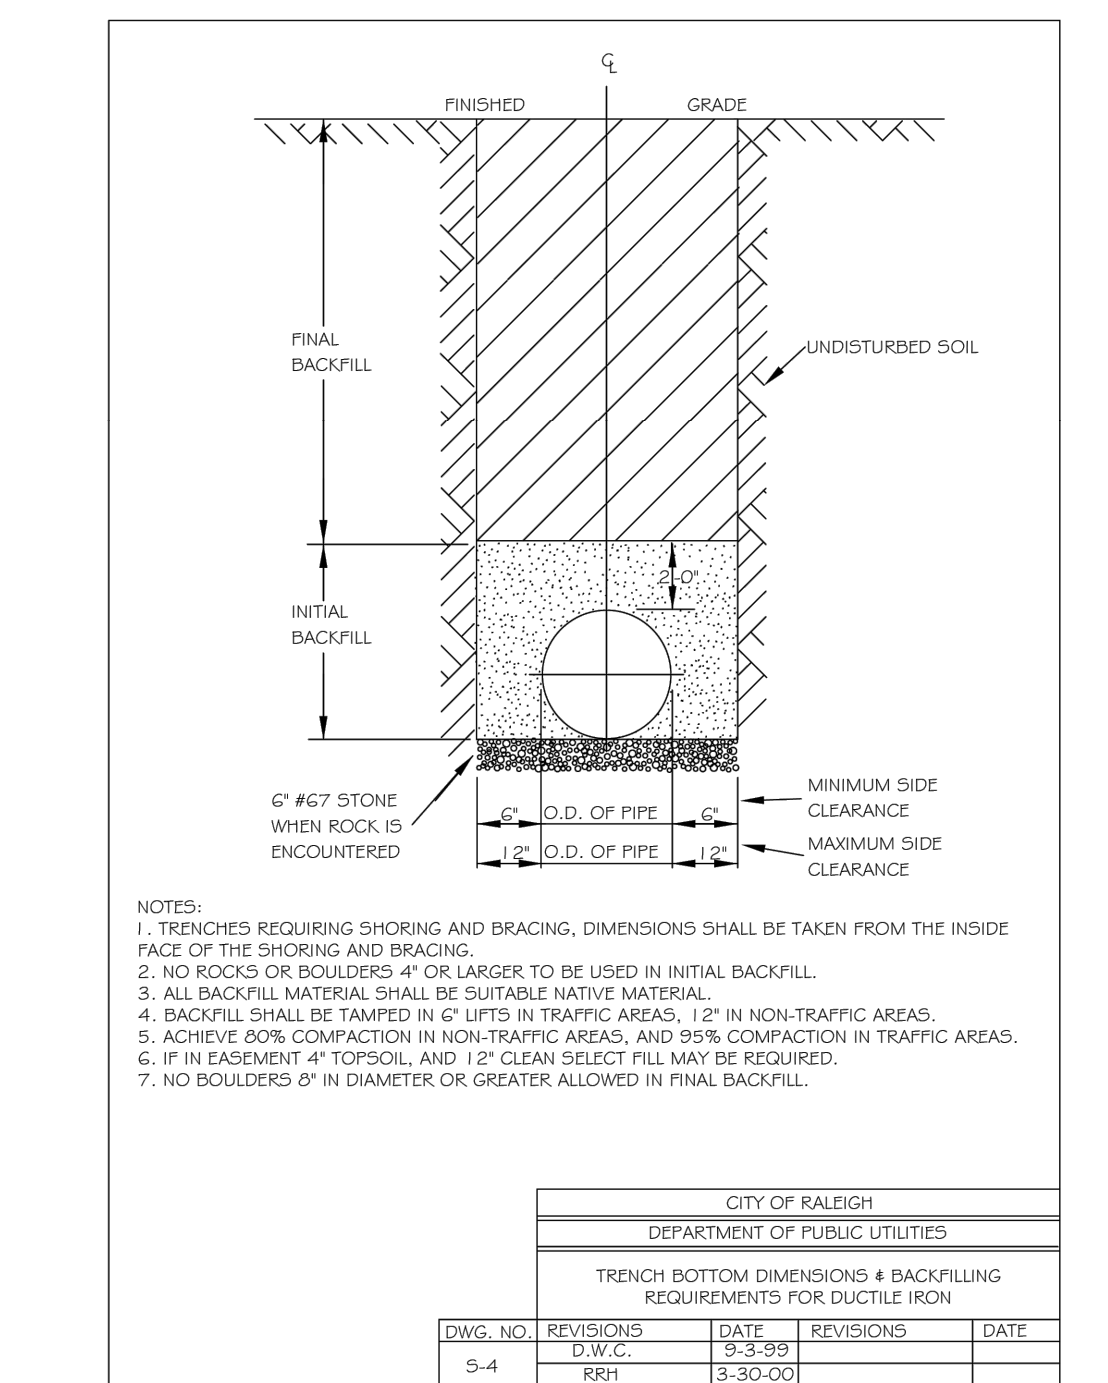 ℄
FINISHED GRADE
FINAL
BACKFILL
UNDISTURBED SOIL
2'-0"
INITIAL
BACKFILL
6" #67 STONE
WHEN ROCK IS
ENCOUNTERED
6" O.D. OF PIPE 6"
12" O.D. OF PIPE 12"
MINIMUM SIDE
CLEARANCE
MAXIMUM SIDE
CLEARANCE
NOTES:
1. TRENCHES REQUIRING SHORING AND BRACING, DIMENSIONS SHALL BE TAKEN FROM THE INSIDE
FACE OF THE SHORING AND BRACING.
2. NO ROCKS OR BOULDERS 4" OR LARGER TO BE USED IN INITIAL BACKFILL.
3. ALL BACKFILL MATERIAL SHALL BE SUITABLE NATIVE MATERIAL.
4. BACKFILL SHALL BE TAMPED IN 6" LIFTS IN TRAFFIC AREAS, 12" IN NON-TRAFFIC AREAS.
5. ACHIEVE 80% COMPACTION IN NON-TRAFFIC AREAS, AND 95% COMPACTION IN TRAFFIC AREAS.
6. IF IN EASEMENT 4" TOPSOIL, AND 12" CLEAN SELECT FILL MAY BE REQUIRED.
7. NO BOULDERS 8" IN DIAMETER OR GREATER ALLOWED IN FINAL BACKFILL.
CITY OF RALEIGH
DEPARTMENT OF PUBLIC UTILITIES
TRENCH BOTTOM DIMENSIONS & BACKFILLING
REQUIREMENTS FOR DUCTILE IRON
DWG. NO. REVISIONS DATE REVISIONS DATE
D.W.C. 9-3-99
S-4
RRH 3-30-00